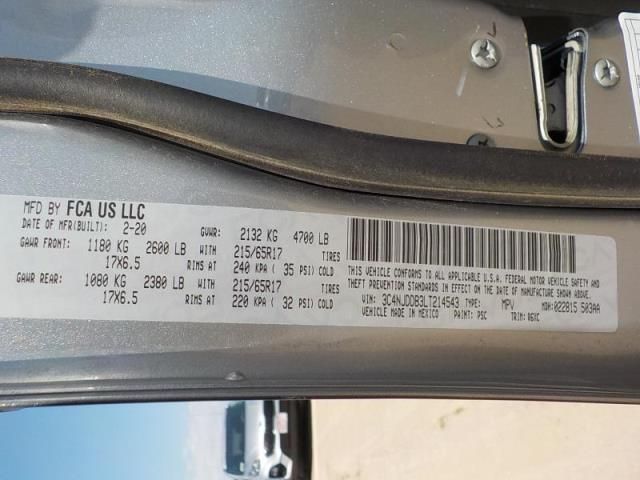 MFD BY FCA US LLC
DATE OF MFR(BUILT): 2-20 GVWR: 2132 KG 4700 LB
GAWR FRONT: 1180 KG 2600 LB WITH 215/65R17 TIRES
17X6.5 RIMS AT 240 KPA ( 35 PSI) COLD
GAWR REAR: 1080 KG 2380 LB WITH 215/65R17 TIRES
17X6.5 RIMS AT 220 KPA ( 32 PSI) COLD
THIS VEHICLE CONFORMS TO ALL APPLICABLE U.S.A. FEDERAL MOTOR VEHICLE SAFETY, BUMPER,
AND THEFT PREVENTION STANDARDS IN EFFECT ON THE DATE OF MANUFACTURE SHOWN ABOVE.
VIN: 3C4NJDDB3LT214543 TYPE: MPV MDH: 022815 503AA
VEHICLE MADE IN MEXICO PAINT: PSC TRIM: R6XC